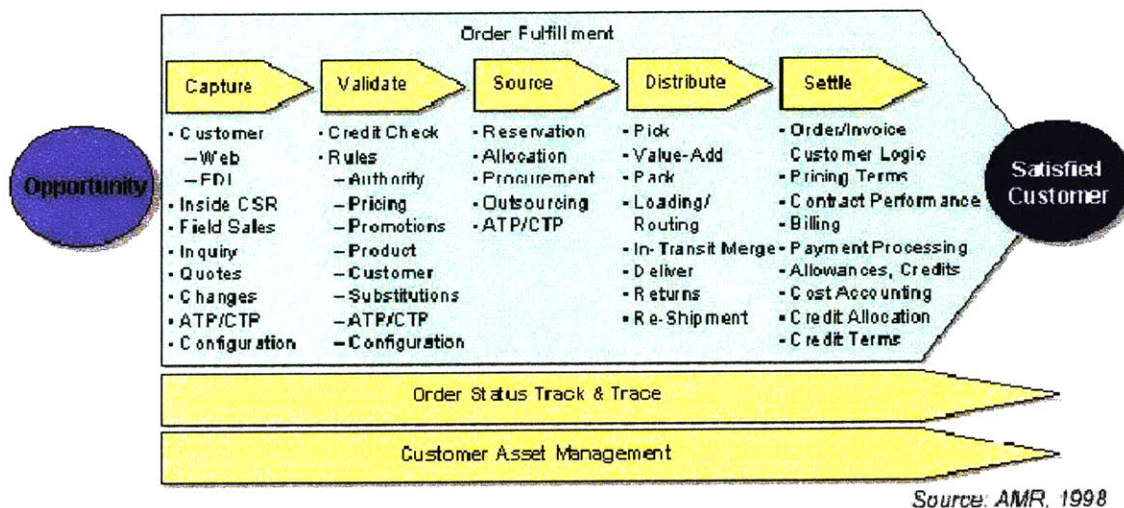 Order Fulfillment
Capture
Validate
Source
Distribute
Settle
Opportunity
• Customer
–Web
–EDI
• Inside CSR
• Field Sales
• Inquiry
• Quotes
• Changes
• ATP/CTP
• Configuration
• Credit Check
• Rules
–Authority
–Pricing
–Promotions
–Product
–Customer
–Substitutions
–ATP/CTP
–Configuration
• Reservation
• Allocation
• Procurement
• Outsourcing
• ATP/CTP
• Pick
• Value-Add
• Pack
• Loading/
Routing
• In-Transit Merge
• Deliver
• Returns
• Re-Shipment
• Order/Invoice
Customer Logic
• Pricing Terms
• Contract Performance
• Billing
• Payment Processing
• Allowances, Credits
• Cost Accounting
• Credit Allocation
• Credit Terms
Satisfied
Customer
Order Status Track & Trace
Customer Asset Management
Source: AMR, 1998